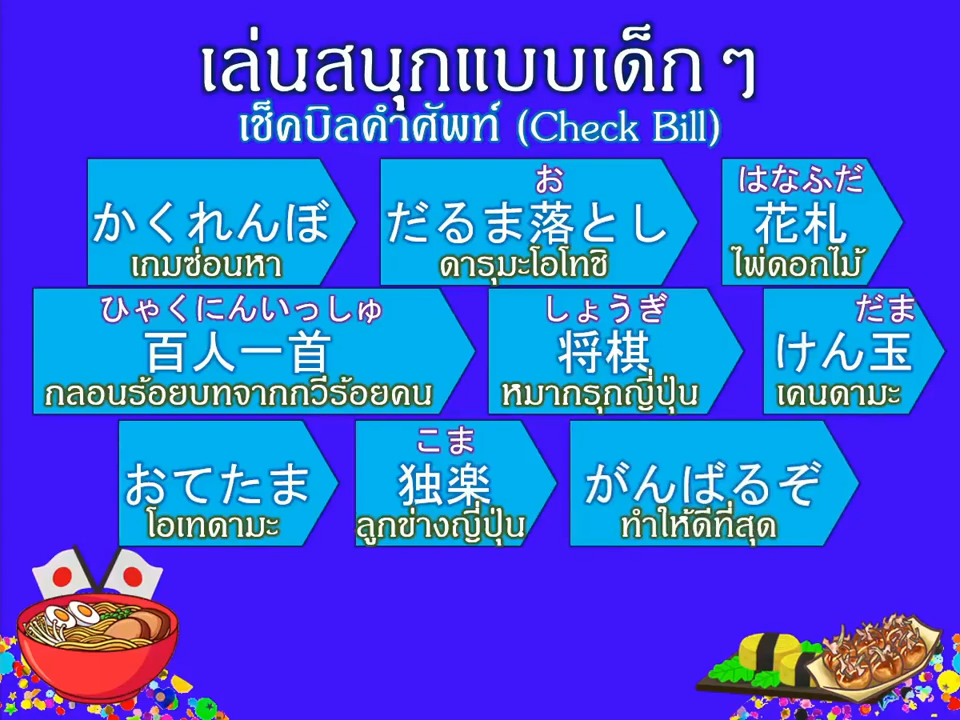 เล่นสนุกแบบเด็ก ๆ
เช็คบิลคำศัพท์ (Check Bill)
かくれんぼ
เกมซ่อนหา
お
だるま落とし
ดารุมะโอโทชิ
はなふだ
花札
ไพ่ดอกไม้
ひゃくにんいっしゅ
百人一首
กลอนร้อยบทจากกวีร้อยคน
しょうぎ
将棋
หมากรุกญี่ปุ่น
だま
けん玉
เคนดามะ
おてたま
โอเทดามะ
こま
独楽
ลูกข่างญี่ปุ่น
がんばるぞ
ทำให้ดีที่สุด